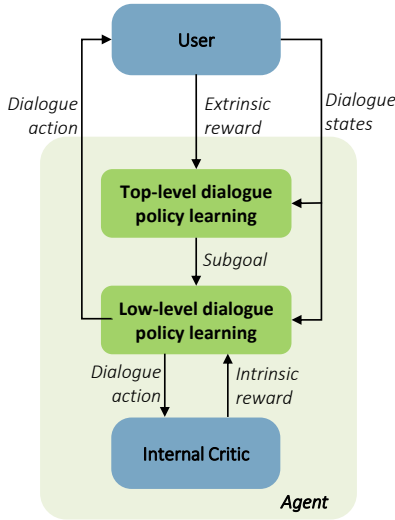 User
Dialogue
action
Extrinsic
reward
Dialogue
states
Top-level dialogue
policy learning
Subgoal
Low-level dialogue
policy learning
Dialogue
action
Intrinsic
reward
Internal Critic
Agent